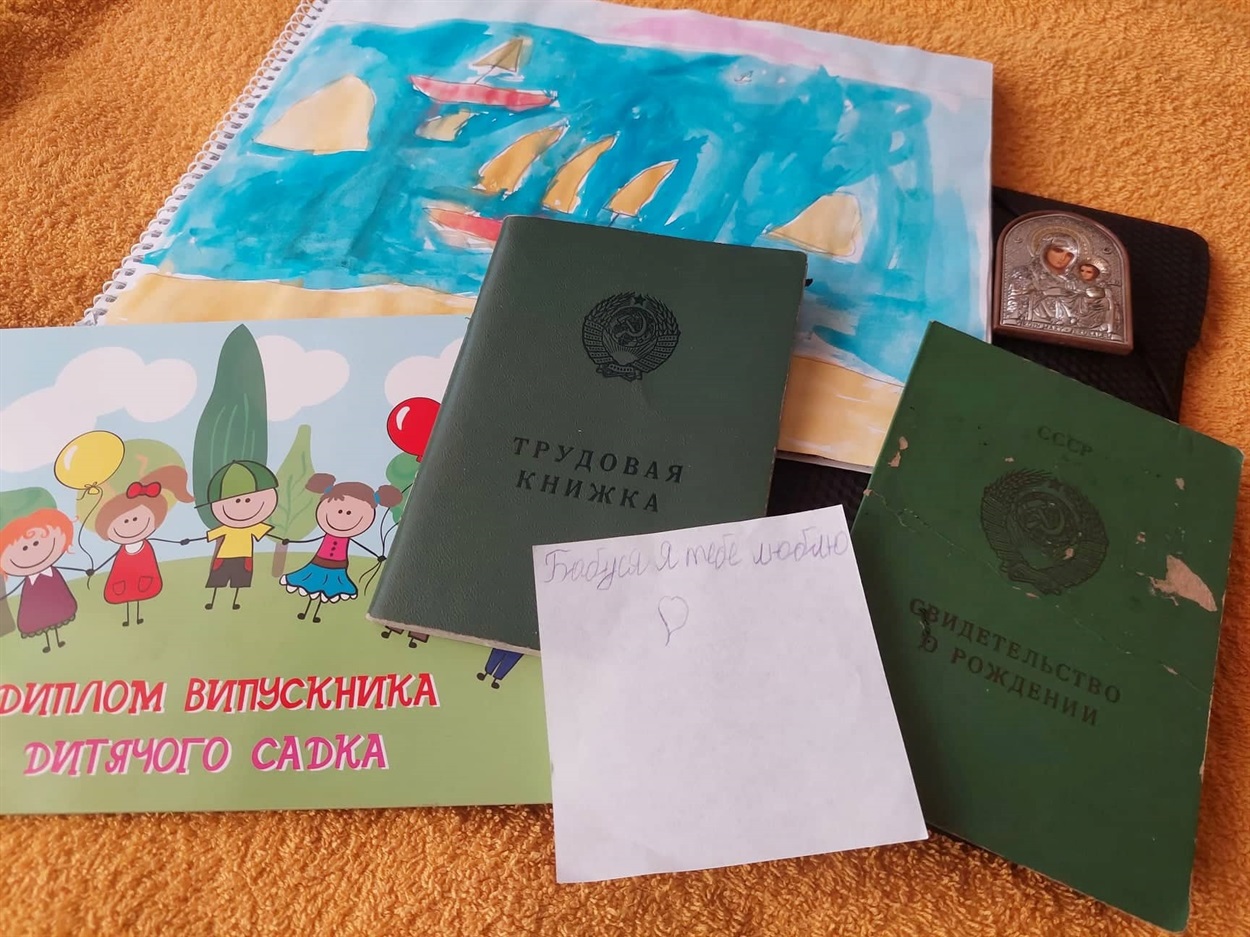 ТРУДОВАЯ
КНИЖКА
СССР
СВИДЕТЕЛЬСТВО
О РОЖДЕНИИ
Бабуся я тебе люблю
ДИПЛОМ ВИПУСКНИКА
ДИТЯЧОГО САДКА